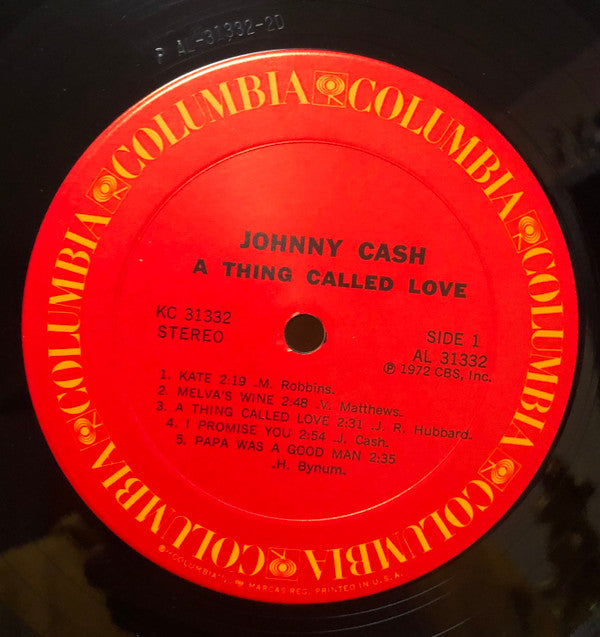 P AL-31332-2D
COLUMBIA COLUMBIA COLUMBIA COLUMBIA COLUMBIA COLUMBIA
JOHNNY CASH
A THING CALLED LOVE
KC 31332
STEREO
SIDE 1
AL 31332
℗ 1972 CBS, Inc.
1. KATE 2:19 .M. Robbins.
2. MELVA'S WINE 2:48 .V. Matthews.
3. A THING CALLED LOVE 2:31 .J. R. Hubbard.
4. I PROMISE YOU 2:54 .J. Cash.
5. PAPA WAS A GOOD MAN 2:35
.H. Bynum.
"COLUMBIA", MARCAS REG. PRINTED IN U.S.A.